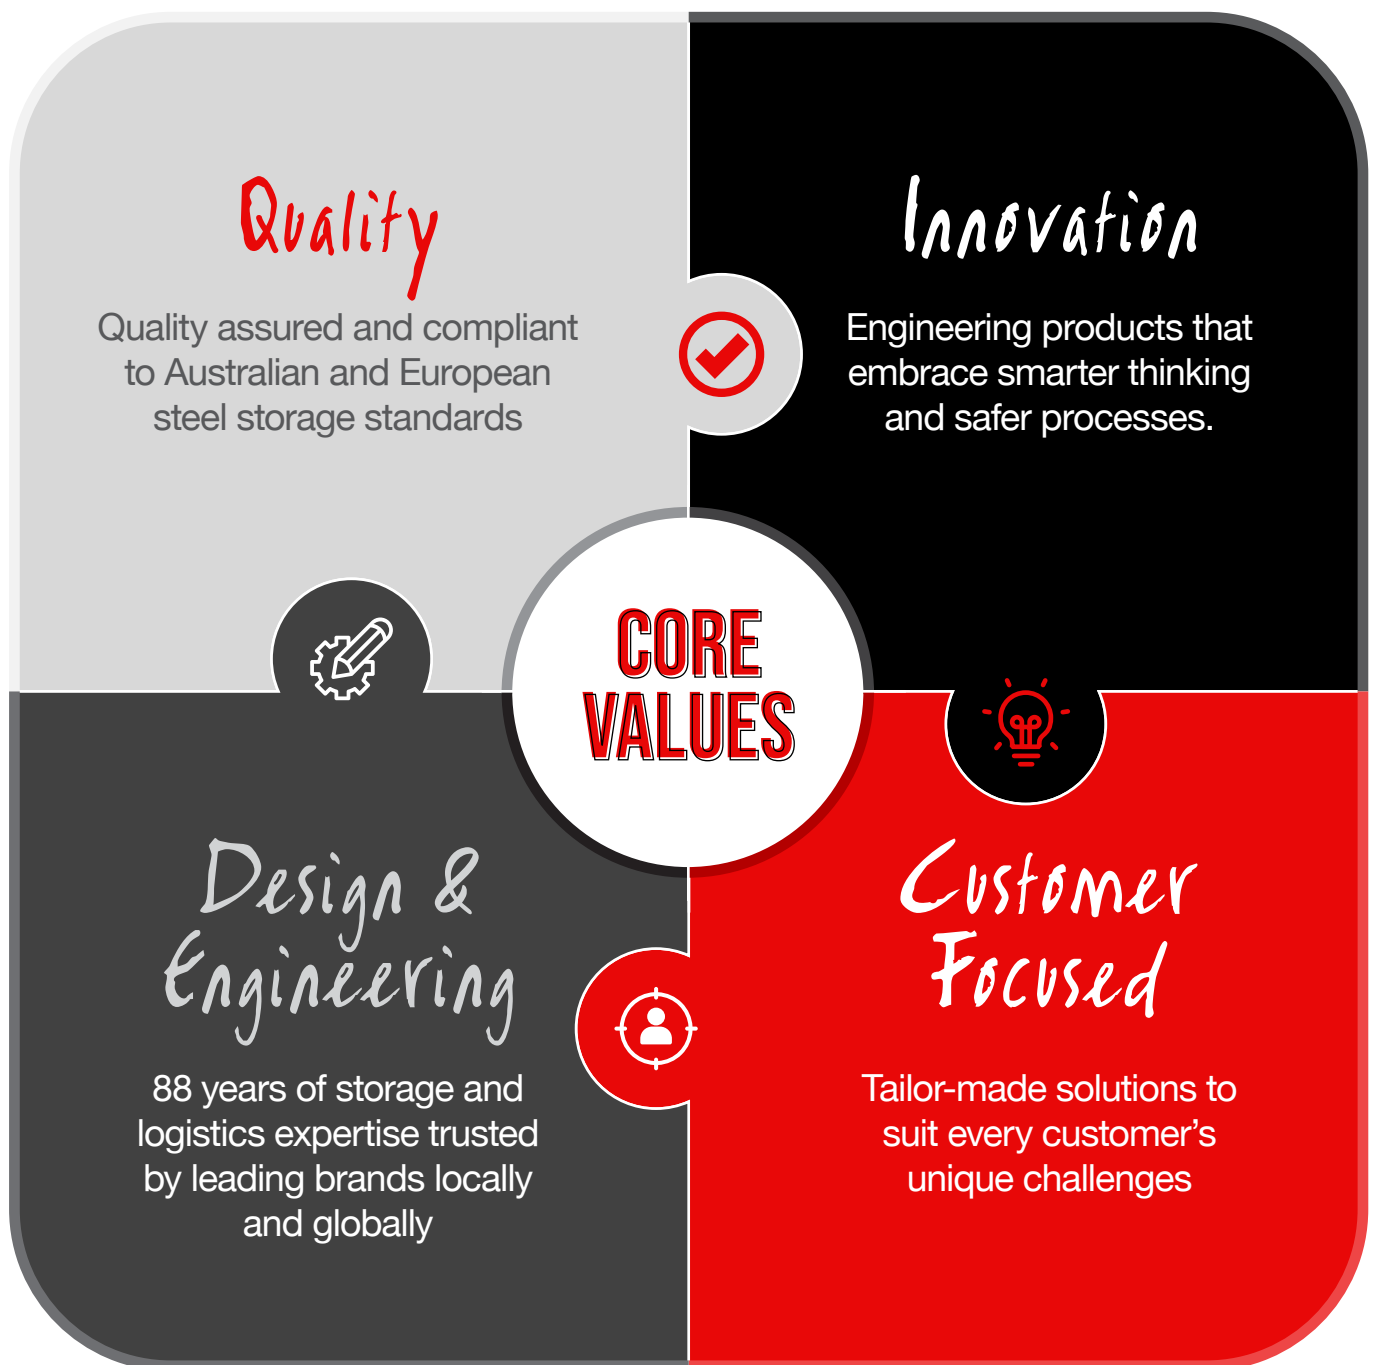 Quality
Quality assured and compliant
to Australian and European
steel storage standards
Innovation
Engineering products that
embrace smarter thinking
and safer processes.
CORE
VALUES
Design &
Engineering
88 years of storage and
logistics expertise trusted
by leading brands locally
and globally
Customer
Focused
Tailor-made solutions to
suit every customer’s
unique challenges